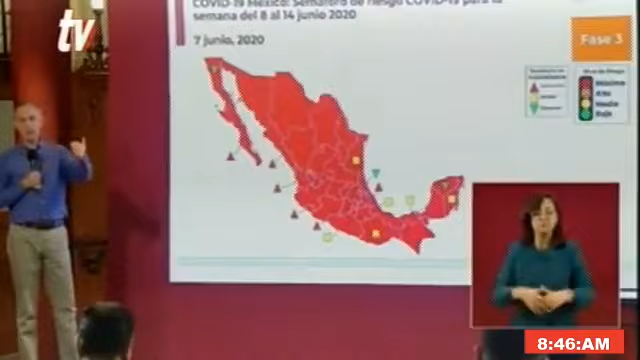 tv
COVID-19 México: Semáforo de riesgo COVID-19 para la
semana del 8 al 14 junio 2020
7 junio, 2020
Fase 3
Máximo
Alto
Medio
Bajo
8:46:AM